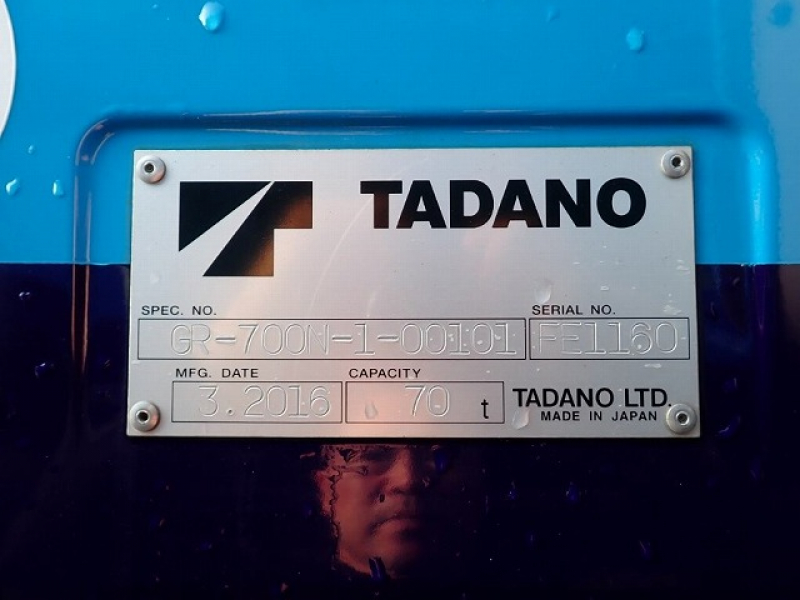 TADANO
SPEC. NO. SERIAL NO.
GR-700N-1-00101 FE1160
MFG. DATE CAPACITY
3.2016 70 t TADANO LTD.
MADE IN JAPAN